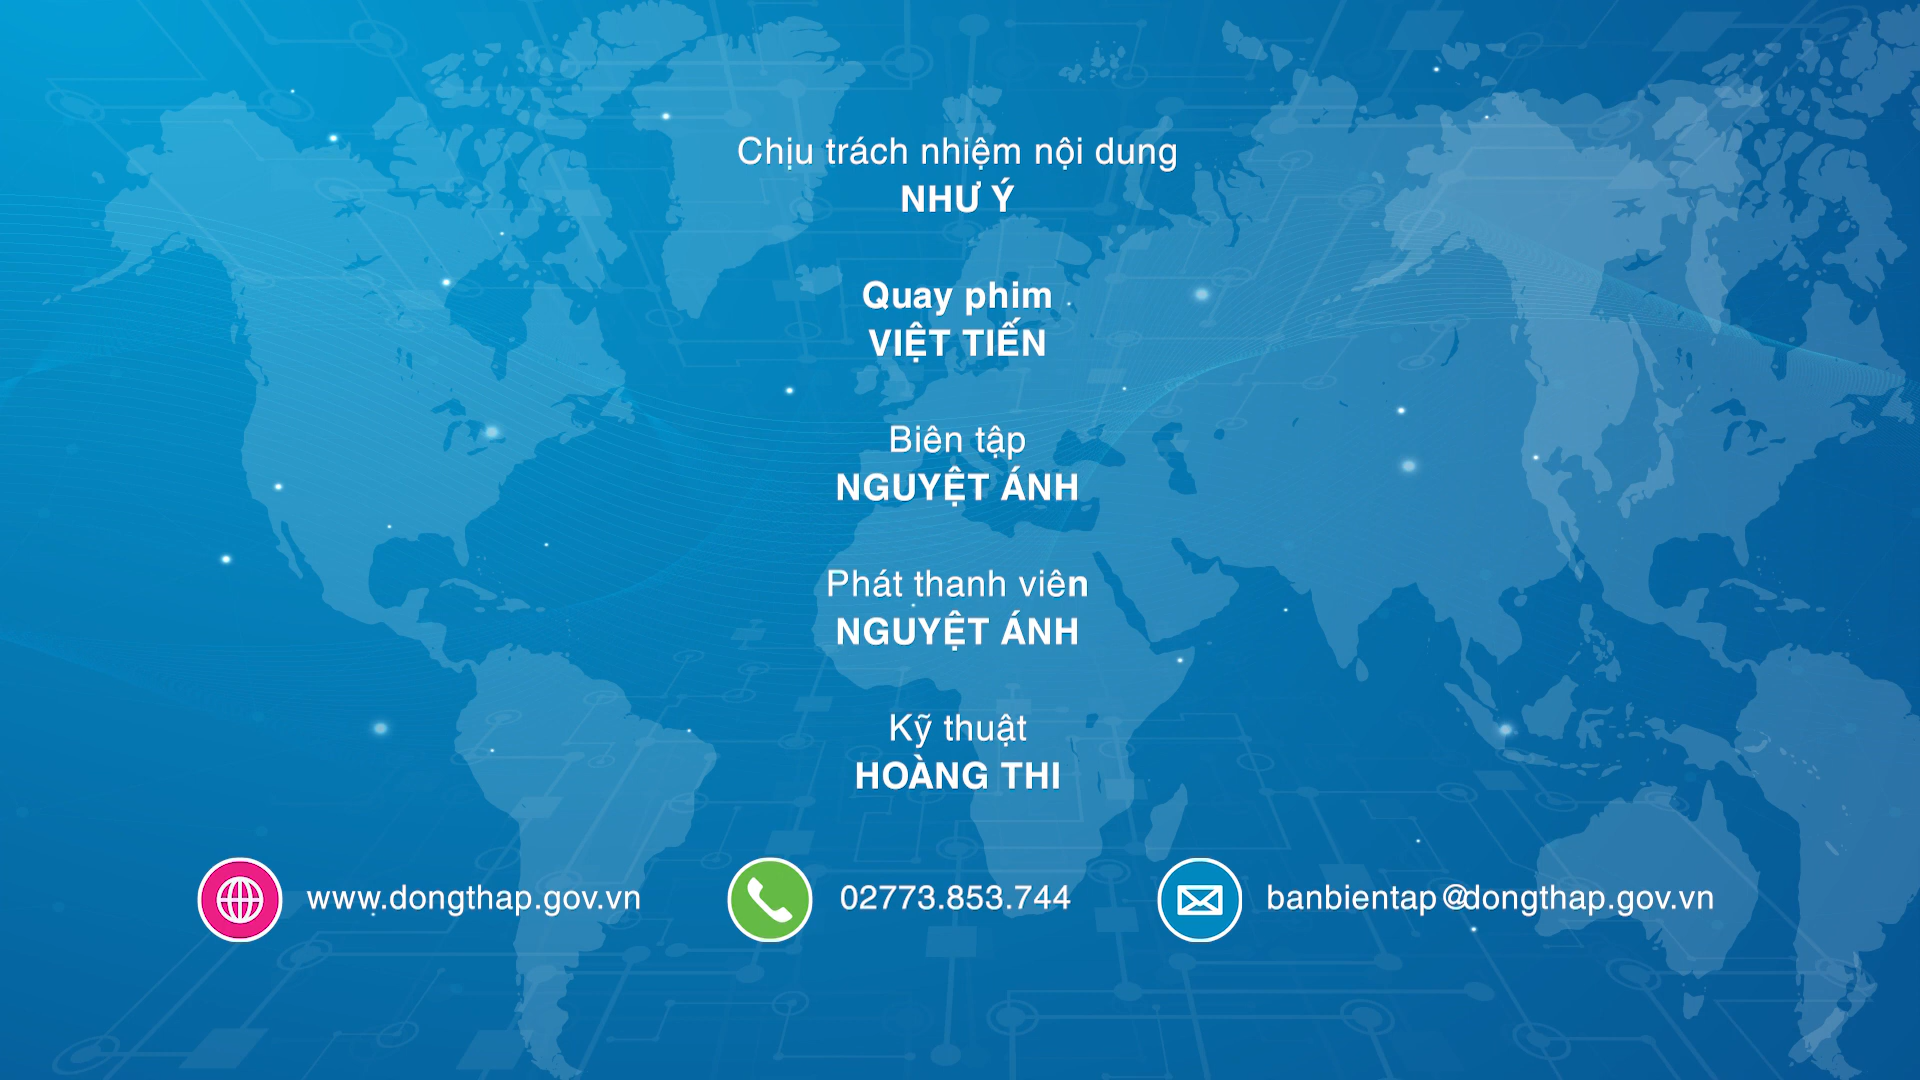 Chịu trách nhiệm nội dung
NHƯ Ý
Quay phim
VIỆT TIẾN
Biên tập
NGUYỆT ÁNH
Phát thanh viên
NGUYỆT ÁNH
Kỹ thuật
HOÀNG THI
www.dongthap.gov.vn
02773.853.744
banbientap@dongthap.gov.vn